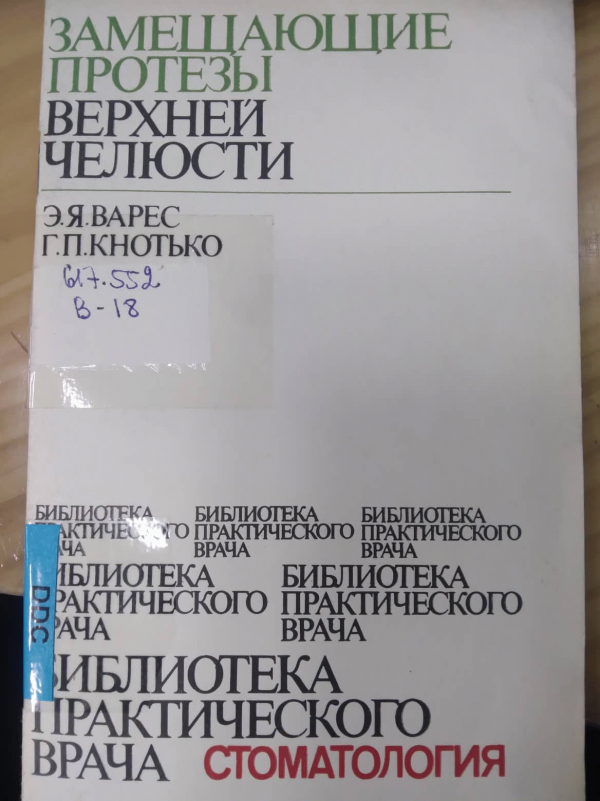 ЗАМЕЩАЮЩИЕ
ПРОТЕЗЫ
ВЕРХНЕЙ
ЧЕЛЮСТИ
Э.Я.ВАРЕС
Г.П.КНОТЬКО
617.552
В-18
БИБЛИОТЕКА БИБЛИОТЕКА БИБЛИОТЕКА
ПРАКТИЧЕСКОГО ПРАКТИЧЕСКОГО ПРАКТИЧЕСКОГО
ВРАЧА ВРАЧА ВРАЧА
БИБЛИОТЕКА БИБЛИОТЕКА
ПРАКТИЧЕСКОГО ПРАКТИЧЕСКОГО
ВРАЧА ВРАЧА
DDC
БИБЛИОТЕКА
ПРАКТИЧЕСКОГО
ВРАЧА СТОМАТОЛОГИЯ